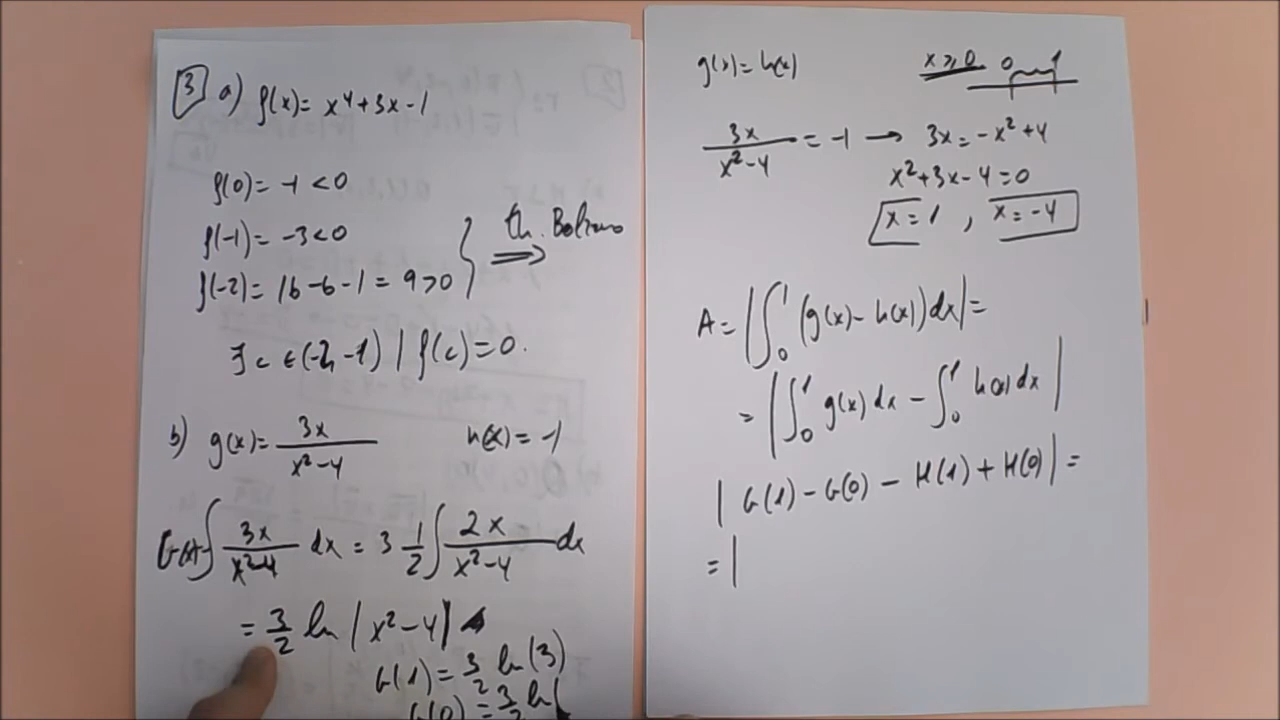 3 a) f(x) = x⁴+3x-1
f(0) = -1 < 0
f(-1) = -3 < 0
f(-2) = 16-6-1 = 9 > 0
⟹ th. Bolzano
∃ c ∈ (-2, -1) | f(c) = 0.
b) g(x) = 3x/(x²-4) h(x) = -1
G(x) = ∫ 3x/(x²-4) dx = 3 1/2 ∫ 2x/(x²-4) dx
= 3/2 ln |x²-4|
G(1) = 3/2 ln(3)
G(0) = 3/2 ln(
g(x) = h(x) x ≥ 0 0 1
3x/(x²-4) = -1 → 3x = -x²+4
x²+3x-4 = 0
x = 1 , x = -4
A = |∫₀¹ (g(x) - h(x)) dx| =
= |∫₀¹ g(x) dx - ∫₀¹ h(x) dx|
| G(1) - G(0) - H(1) + H(0) | =
= |